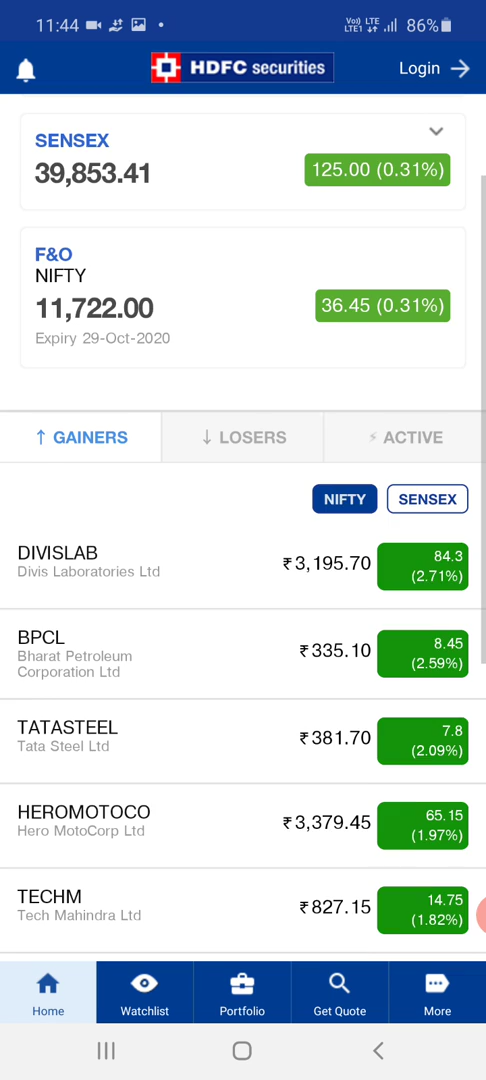 11:44 Vo) LTE LTE1 86%
HDFC securities Login
SENSEX
39,853.41 125.00 (0.31%)
F&O
NIFTY
11,722.00 36.45 (0.31%)
Expiry 29-Oct-2020
↑ GAINERS ↓ LOSERS ⚡ ACTIVE
NIFTY SENSEX
DIVISLAB
Divis Laboratories Ltd
₹3,195.70
84.3
(2.71%)
BPCL
Bharat Petroleum
Corporation Ltd
₹335.10
8.45
(2.59%)
TATASTEEL
Tata Steel Ltd
₹381.70
7.8
(2.09%)
HEROMOTOCO
Hero MotoCorp Ltd
₹3,379.45
65.15
(1.97%)
TECHM
Tech Mahindra Ltd
₹827.15
14.75
(1.82%)
Home Watchlist Portfolio Get Quote More